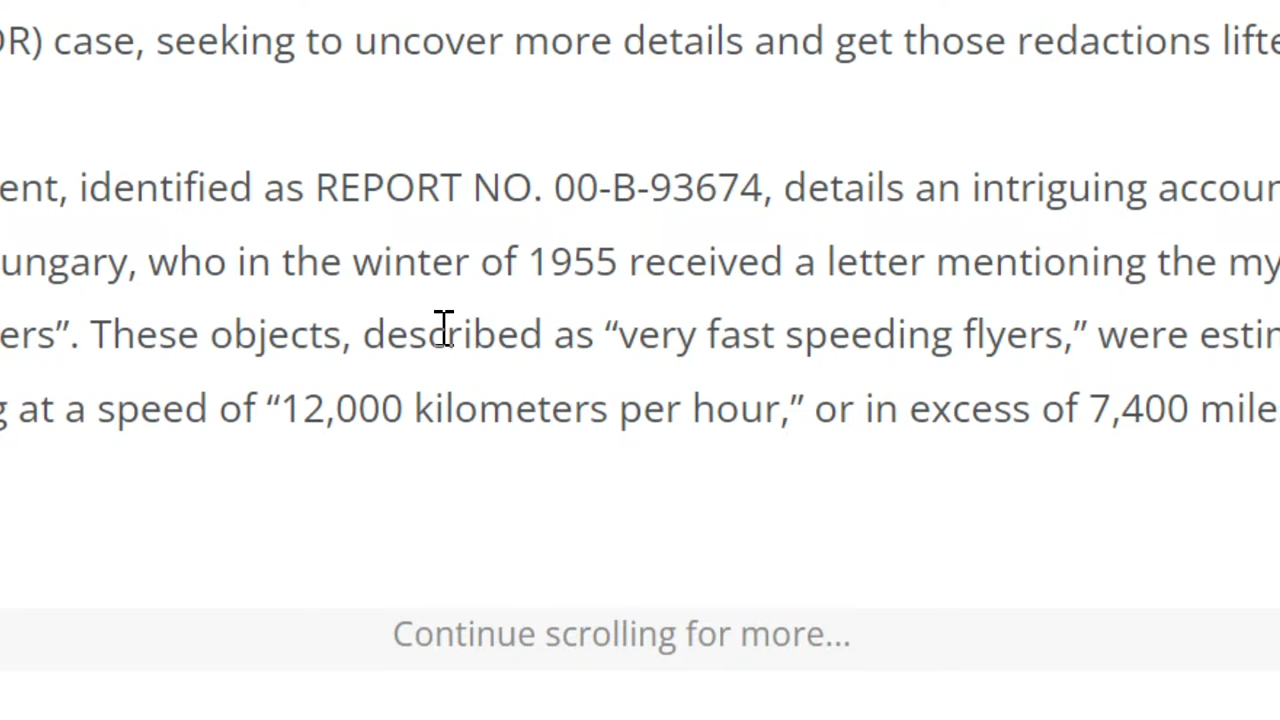 OR) case, seeking to uncover more details and get those redactions lifte
ent, identified as REPORT NO. 00-B-93674, details an intriguing accoun
ungary, who in the winter of 1955 received a letter mentioning the my
ers”. These objects, described as “very fast speeding flyers,” were estim
g at a speed of “12,000 kilometers per hour,” or in excess of 7,400 mile
Continue scrolling for more...